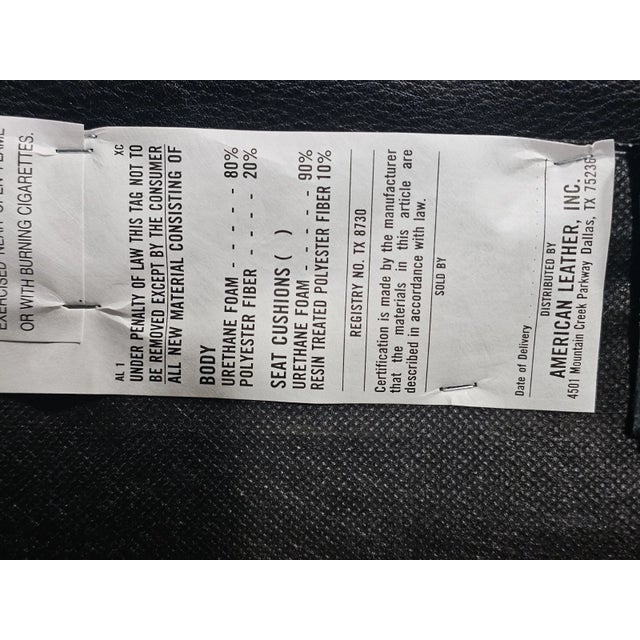 EXERCISED NEAR OPEN FLAME
OR WITH BURNING CIGARETTES.
AL 1 XC
UNDER PENALTY OF LAW THIS TAG NOT TO
BE REMOVED EXCEPT BY THE CONSUMER
ALL NEW MATERIAL CONSISTING OF
BODY
URETHANE FOAM - - - - - 80%
POLYESTER FIBER - - - - 20%
SEAT CUSHIONS ( )
URETHANE FOAM - - - - - 90%
RESIN TREATED POLYESTER FIBER 10%
REGISTRY NO. TX 8730
Certification is made by the manufacturer
that the materials in this article are
described in accordance with law.
SOLD BY
Date of Delivery
DISTRIBUTED BY
AMERICAN LEATHER, INC.
4501 Mountain Creek Parkway Dallas, TX 75236